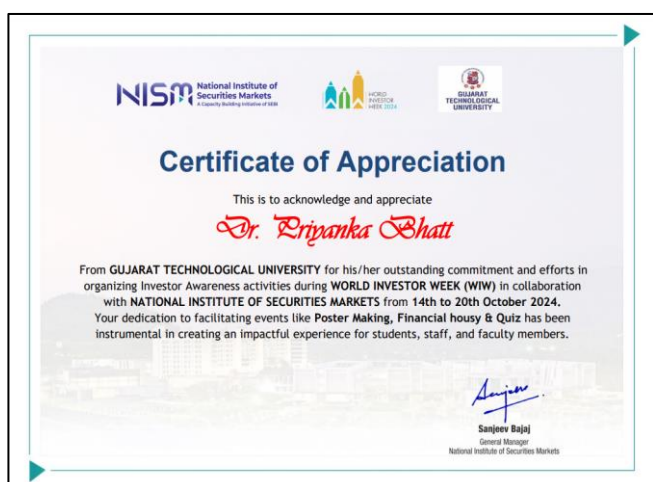 NISM National Institute of
Securities Markets
A Capacity Building Initiative of SEBI
WORLD
INVESTOR
WEEK 2024
GUJARAT
TECHNOLOGICAL
UNIVERSITY
Certificate of Appreciation
This is to acknowledge and appreciate
Dr. Priyanka Bhatt
From GUJARAT TECHNOLOGICAL UNIVERSITY for his/her outstanding commitment and efforts in
organizing Investor Awareness activities during WORLD INVESTOR WEEK (WIW) in collaboration
with NATIONAL INSTITUTE OF SECURITIES MARKETS from 14th to 20th October 2024.
Your dedication to facilitating events like Poster Making, Financial housy & Quiz has been
instrumental in creating an impactful experience for students, staff, and faculty members.
Sanjeev Bajaj
General Manager
National Institute of Securities Markets